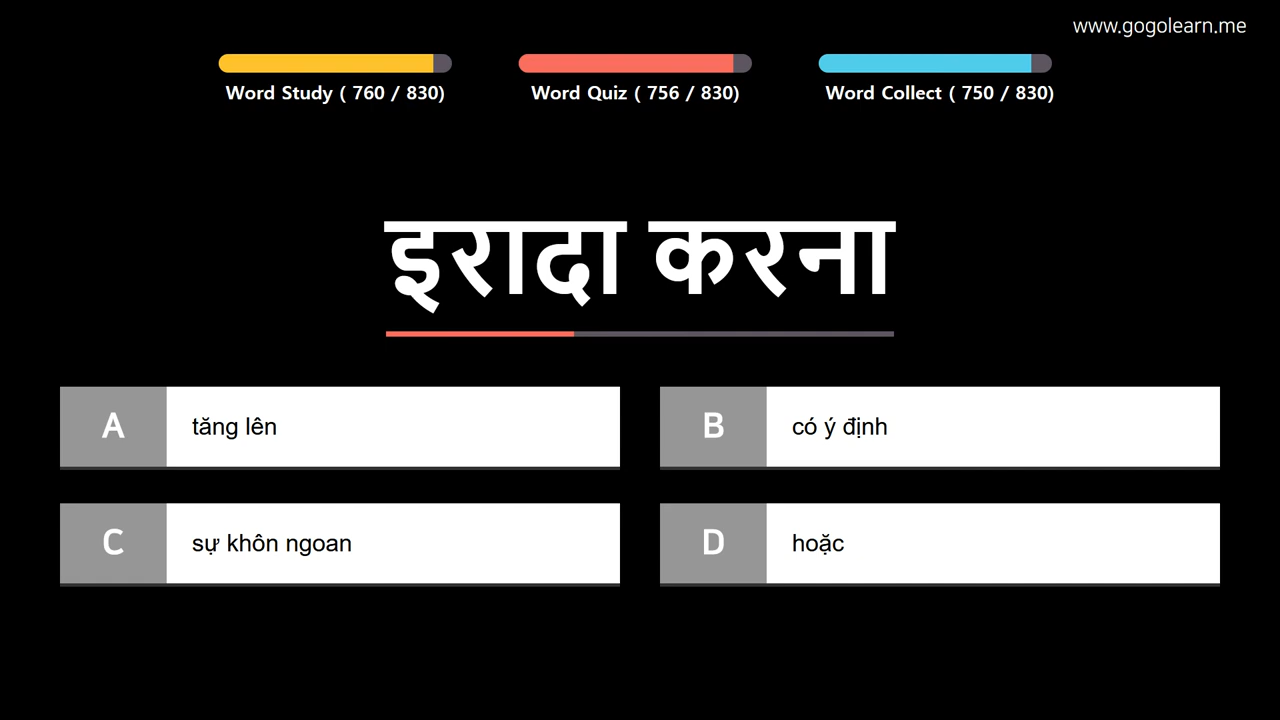 www.gogolearn.me
Word Study ( 760 / 830)
Word Quiz ( 756 / 830)
Word Collect ( 750 / 830)
इरादा करना
A
tăng lên
B
có ý định
C
sự khôn ngoan
D
hoặc